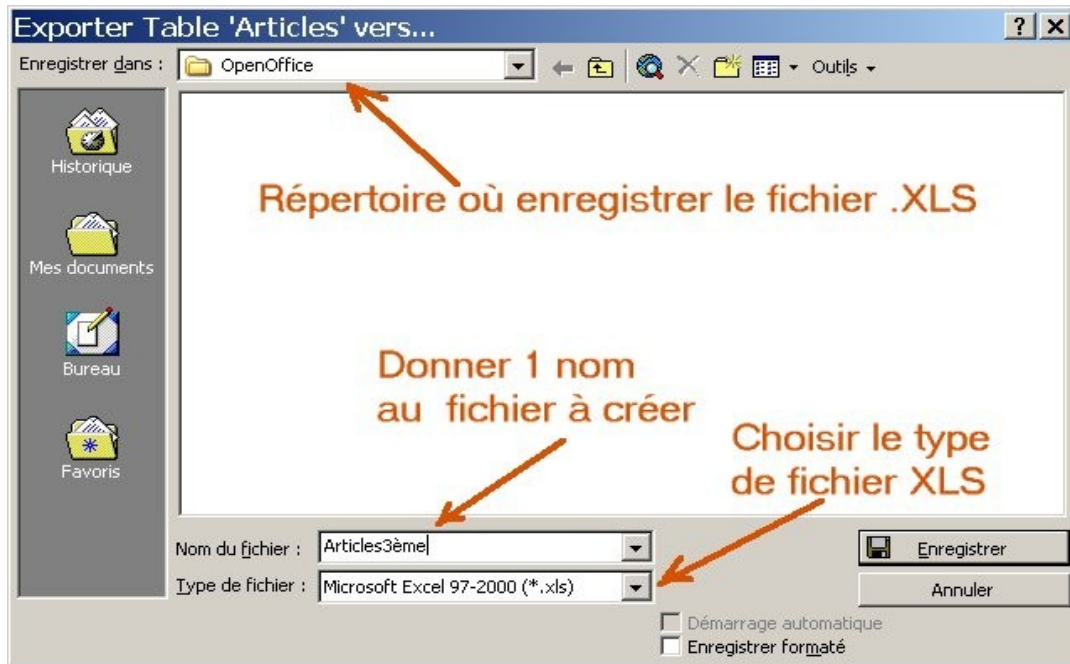 Exporter Table 'Articles' vers...
Enregistrer dans :
OpenOffice
Outils
Historique
Répertoire où enregistrer le fichier .XLS
Mes documents
Bureau
Donner 1 nom
au fichier à créer
Favoris
Choisir le type
de fichier XLS
Nom du fichier :
Articles3ème
Enregistrer
Type de fichier :
Microsoft Excel 97-2000 (*.xls)
Annuler
Démarrage automatique
Enregistrer formaté